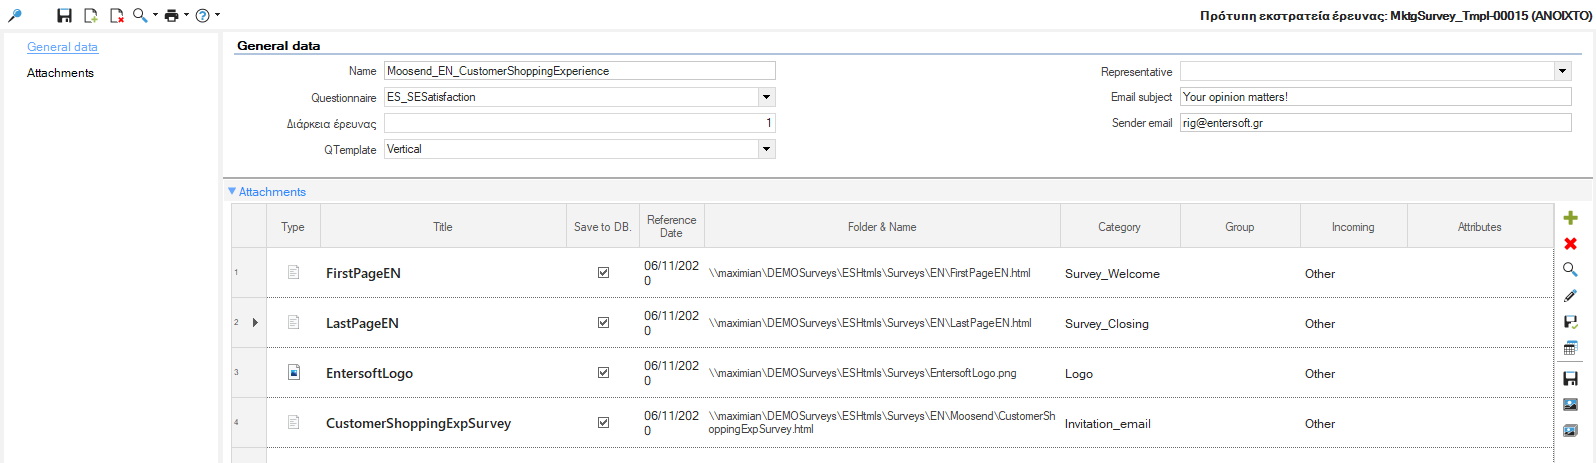 Πρότυπη εκστρατεία έρευνας: MktgSurvey_Tmpl-00015 (ΑΝΟΙΧΤΟ)
General data
Attachments
General data
Name Moosend_EN_CustomerShoppingExperience
Representative
Questionnaire ES_SESatisfaction
Email subject Your opinion matters!
Διάρκεια έρευνας 1
Sender email rig@entersoft.gr
QTemplate Vertical
Attachments
Type Title Save to DB. Reference Date Folder & Name Category Group Incoming Attributes
1 FirstPageEN 06/11/2020 \\maximian\DEMOSurveys\ESHtmls\Surveys\EN\FirstPageEN.html Survey_Welcome Other
2 LastPageEN 06/11/2020 \\maximian\DEMOSurveys\ESHtmls\Surveys\EN\LastPageEN.html Survey_Closing Other
3 EntersoftLogo 06/11/2020 \\maximian\DEMOSurveys\ESHtmls\Surveys\EntersoftLogo.png Logo Other
4 CustomerShoppingExpSurvey 06/11/2020 \\maximian\DEMOSurveys\ESHtmls\Surveys\EN\Moosend\CustomerShoppingExpSurvey.html Invitation_email Other